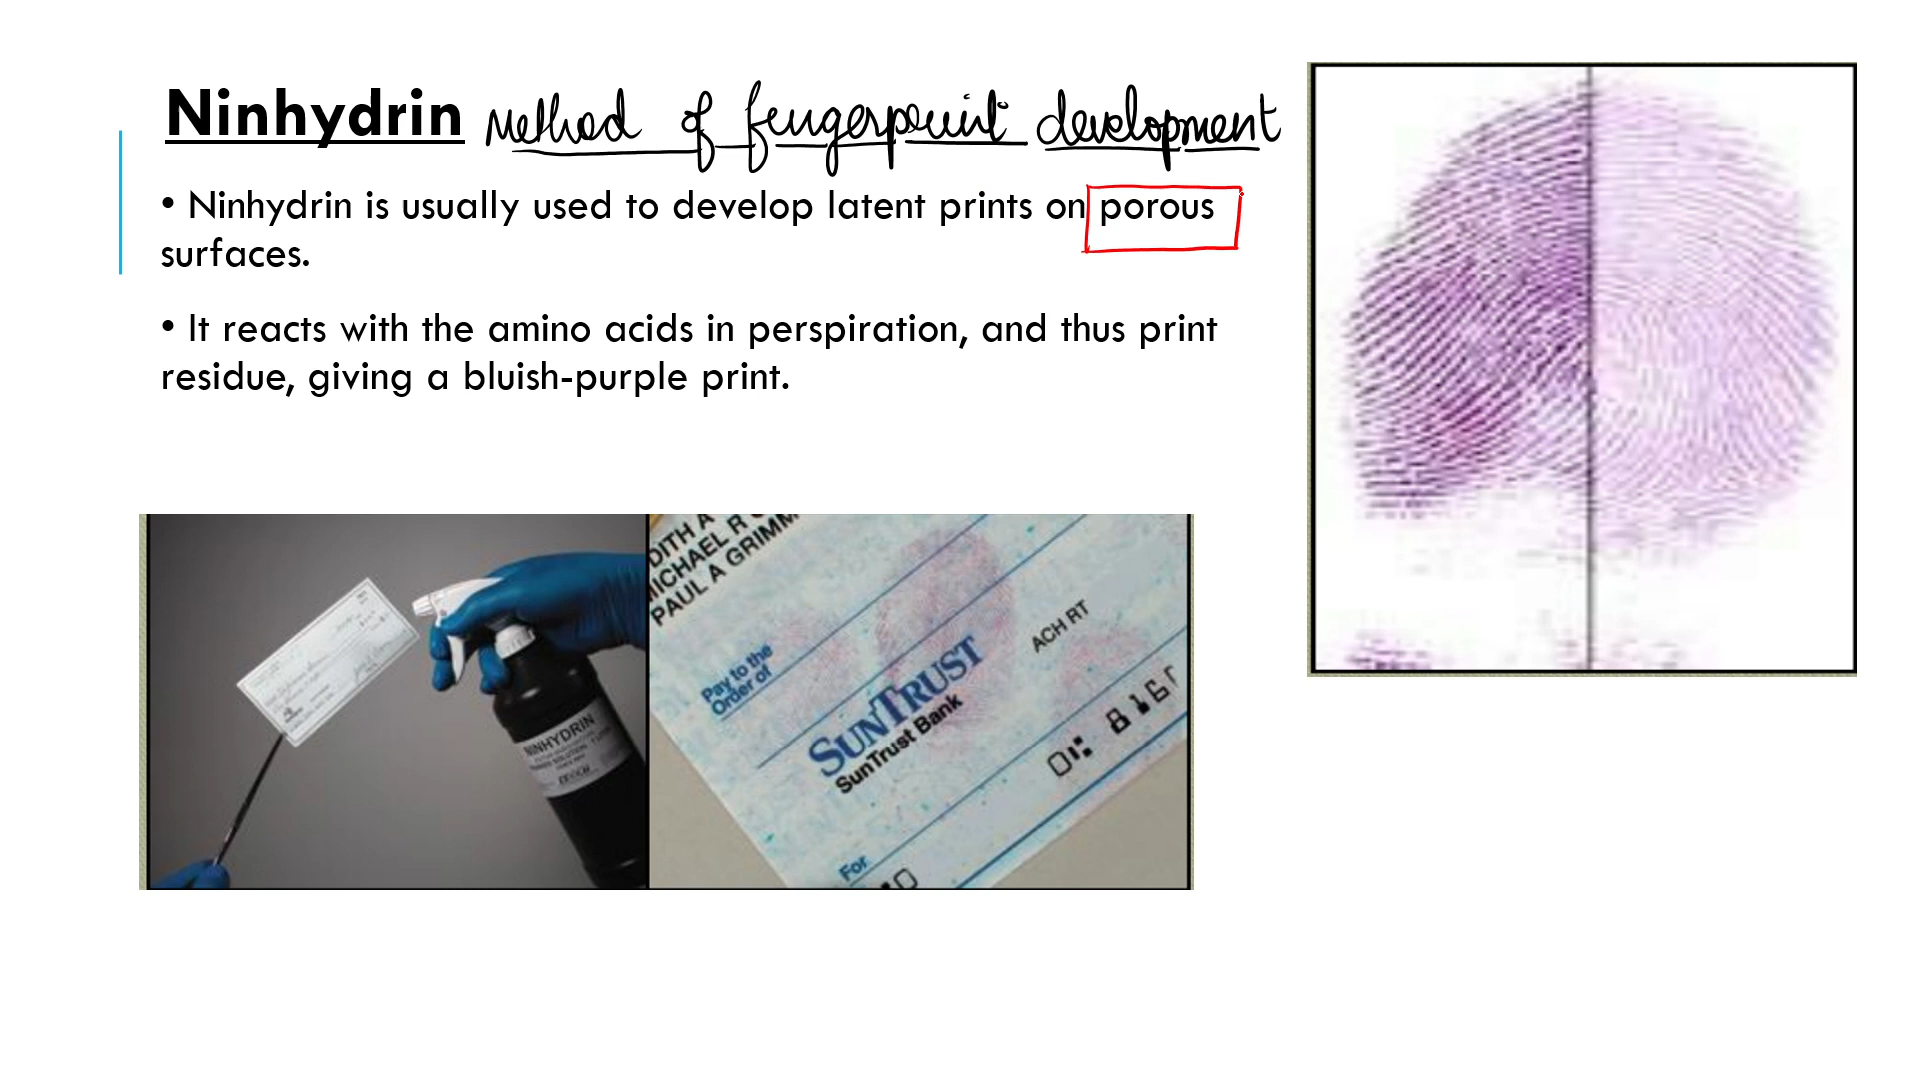 Ninhydrin method of fingerprint development
• Ninhydrin is usually used to develop latent prints on porous
surfaces.
• It reacts with the amino acids in perspiration, and thus print
residue, giving a bluish-purple print.
NINHYDRIN
DITH A
MICHAEL R
PAUL A GRIMM
Pay to the
Order of
SUNTRUST
SunTrust Bank
ACH RT
For